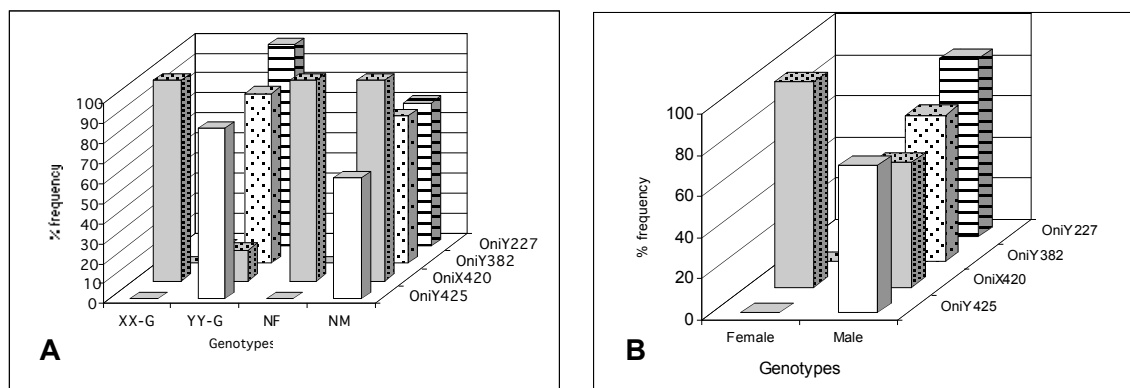 100
90
80
70
60
50
40
30
20
10
0
% frequency
XX-G YY-G NF NM
Genotypes
OniY227
OniY382
OniX420
OniY425
A
100
80
60
40
20
0
% frequency
Female Male
Genotypes
OniY227
OniY382
OniX420
OniY425
B